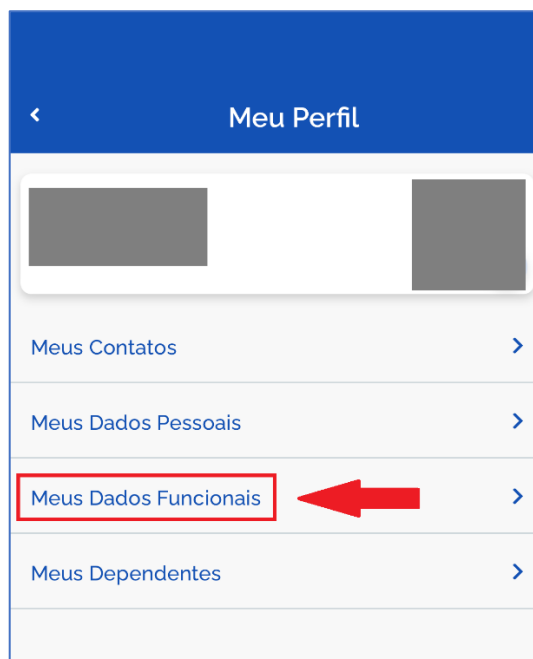 Meu Perfil
Meus Contatos
Meus Dados Pessoais
Meus Dados Funcionais
Meus Dependentes